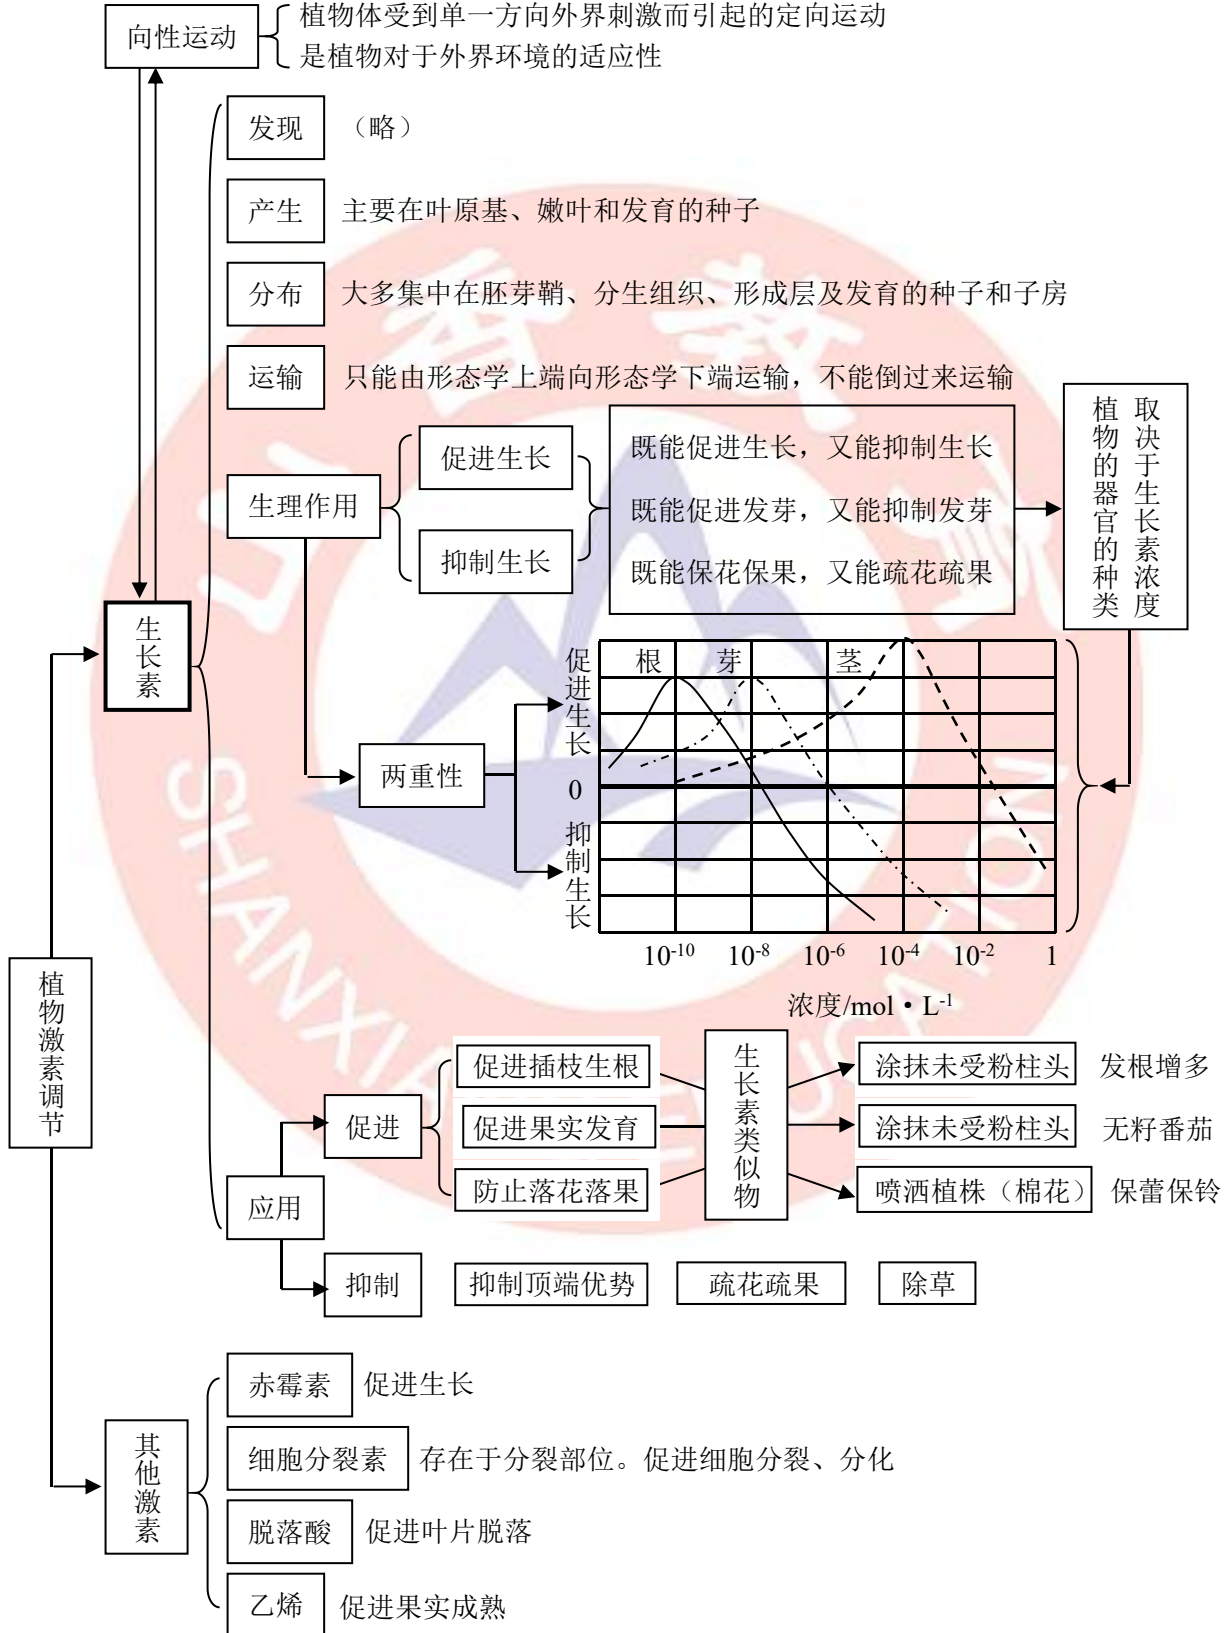 向性运动
植物体受到单一方向外界刺激而引起的定向运动
是植物对于外界环境的适应性
发现
（略）
产生
主要在叶原基、嫩叶和发育的种子
分布
大多集中在胚芽鞘、分生组织、形成层及发育的种子和子房
运输
只能由形态学上端向形态学下端运输，不能倒过来运输
生理作用
促进生长
抑制生长
既能促进生长，又能抑制生长
既能促进发芽，又能抑制发芽
既能保花保果，又能疏花疏果
取决于生长素浓度
植物的器官的种类
生长素
两重性
促进生长
0
抑制生长
根
芽
茎
10-10
10-8
10-6
10-4
10-2
1
浓度/mol·L-1
植物激素调节
应用
促进
促进插枝生根
促进果实发育
防止落花落果
生长素类似物
涂抹未受粉柱头
发根增多
涂抹未受粉柱头
无籽番茄
喷洒植株（棉花）
保蕾保铃
抑制
抑制顶端优势
疏花疏果
除草
其他激素
赤霉素
促进生长
细胞分裂素
存在于分裂部位。促进细胞分裂、分化
脱落酸
促进叶片脱落
乙烯
促进果实成熟